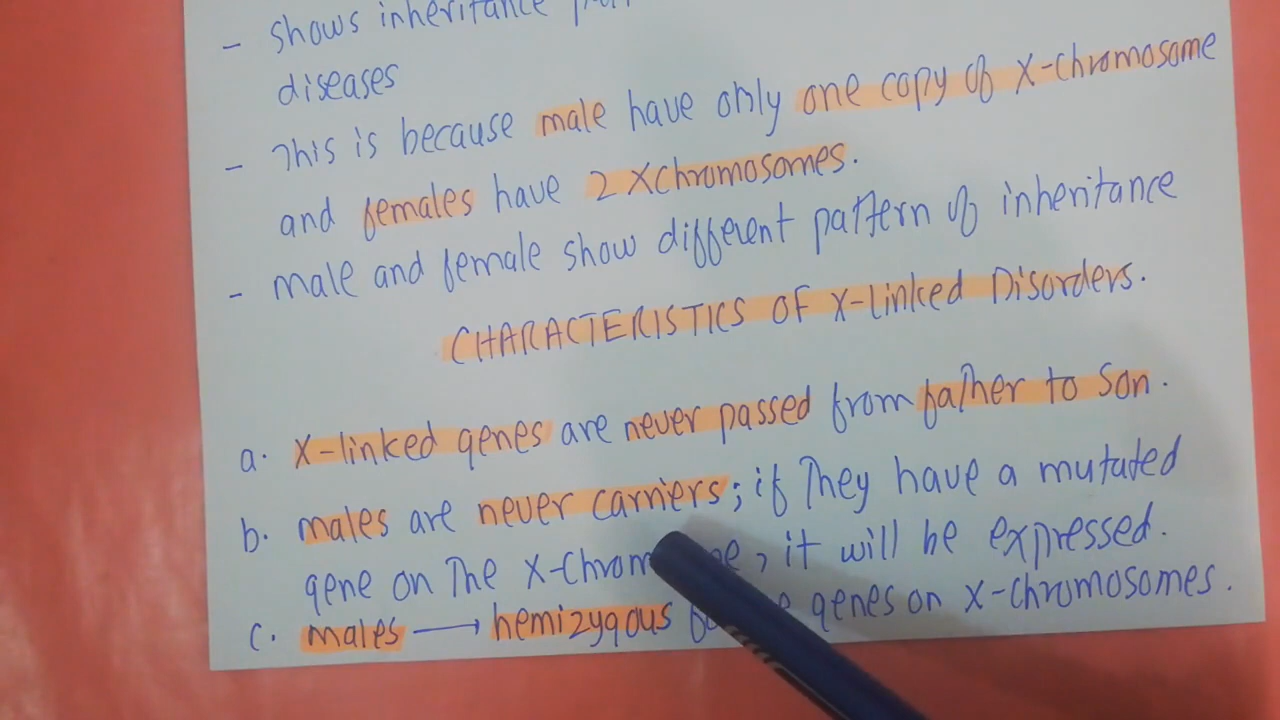 - shows inheritance
diseases
- This is because male have only one copy of X-chromosome
and females have 2 Xchromosomes.
- male and female show different pattern of inheritance
CHARACTERISTICS OF X-linked Disorders.
a. X-linked genes are never passed from father to son.
b. males are never carriers; if They have a mutated
gene on The X-Chrom e, it will be expressed.
c. males → hemizygous genes on X-chromosomes.